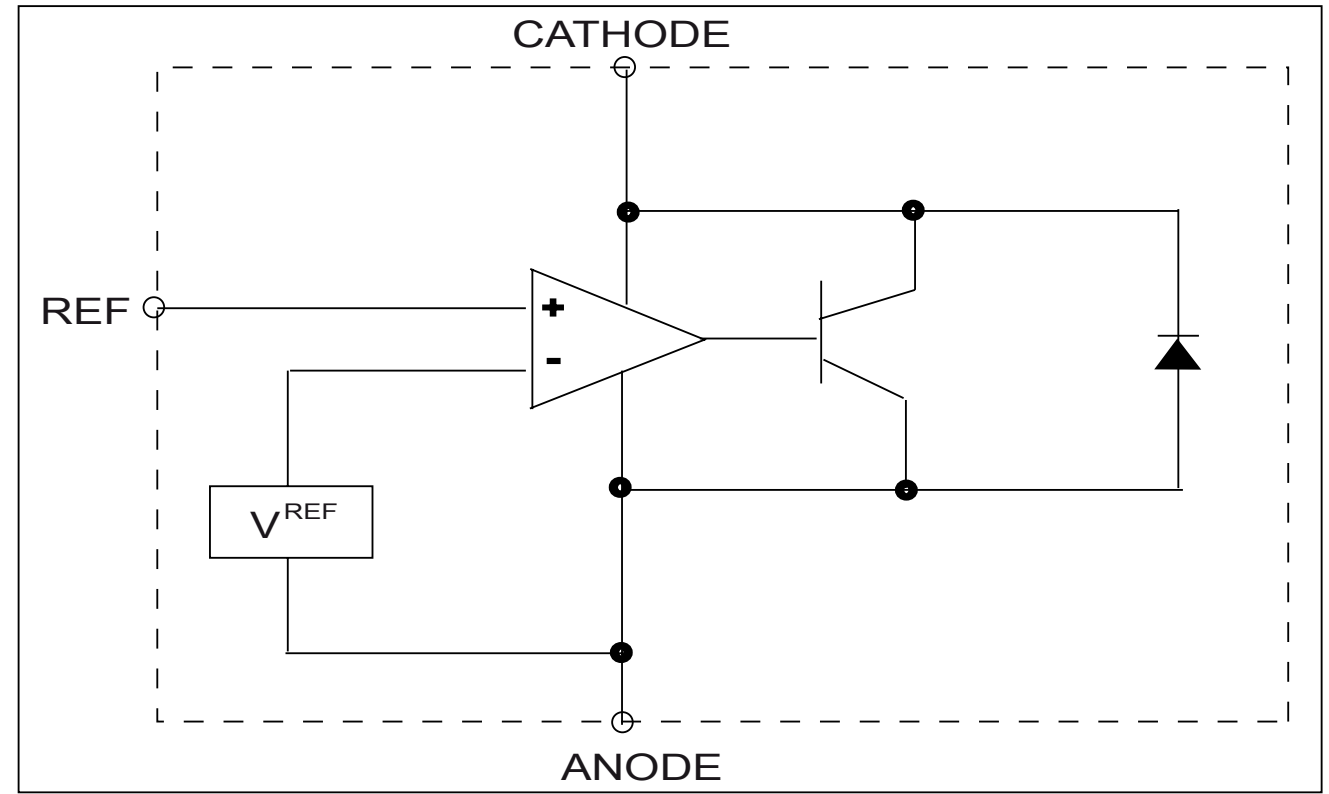 CATHODE
REF
+
-
V REF
ANODE